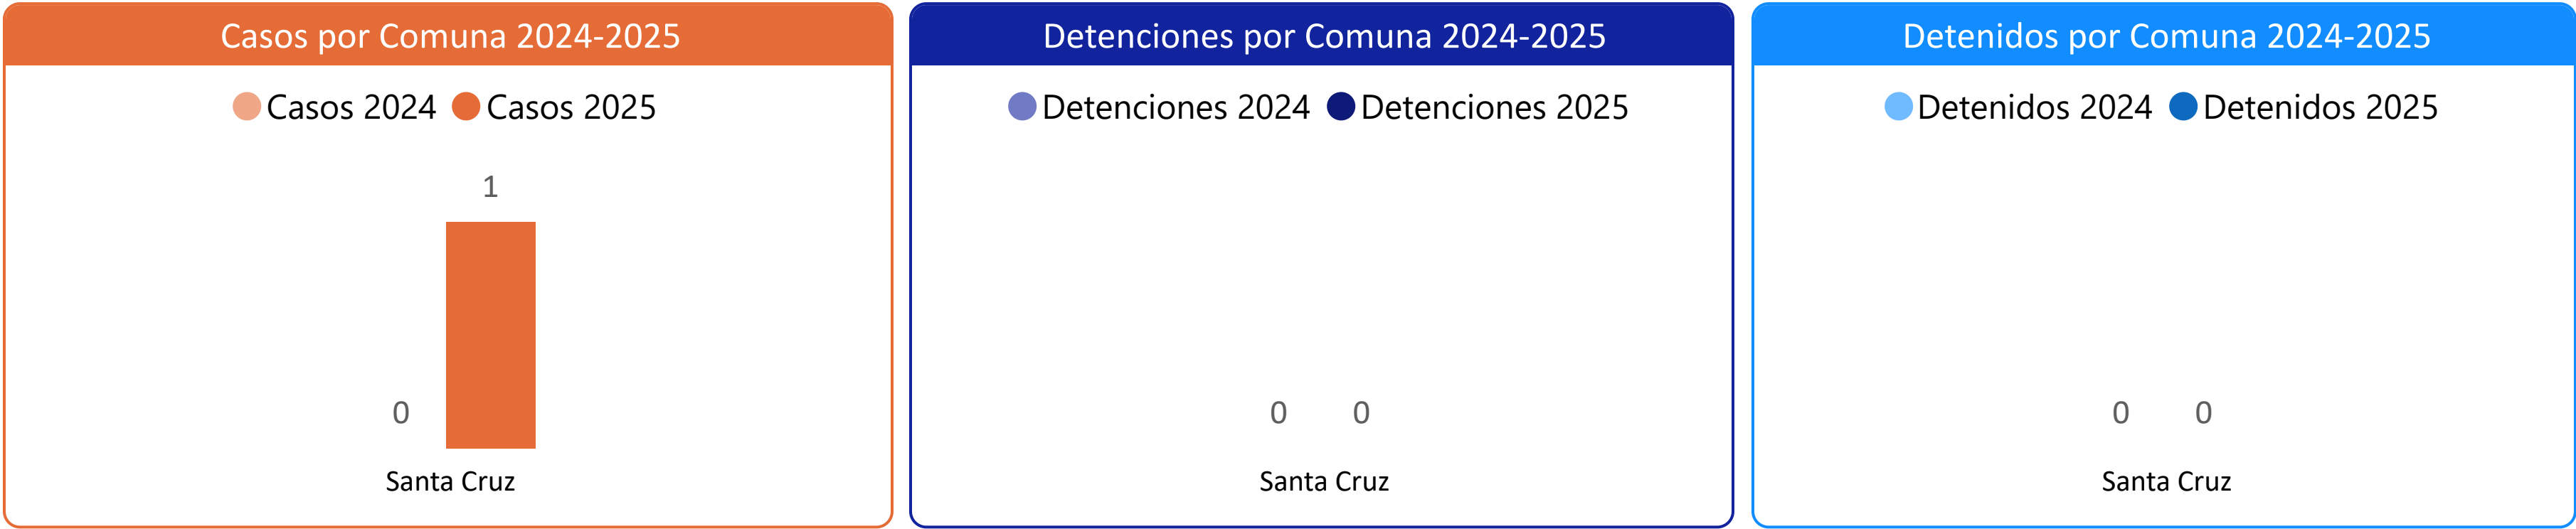 Casos por Comuna 2024-2025
Casos 2024 Casos 2025
1
0
Santa Cruz
Detenciones por Comuna 2024-2025
Detenciones 2024 Detenciones 2025
0 0
Santa Cruz
Detenidos por Comuna 2024-2025
Detenidos 2024 Detenidos 2025
0 0
Santa Cruz